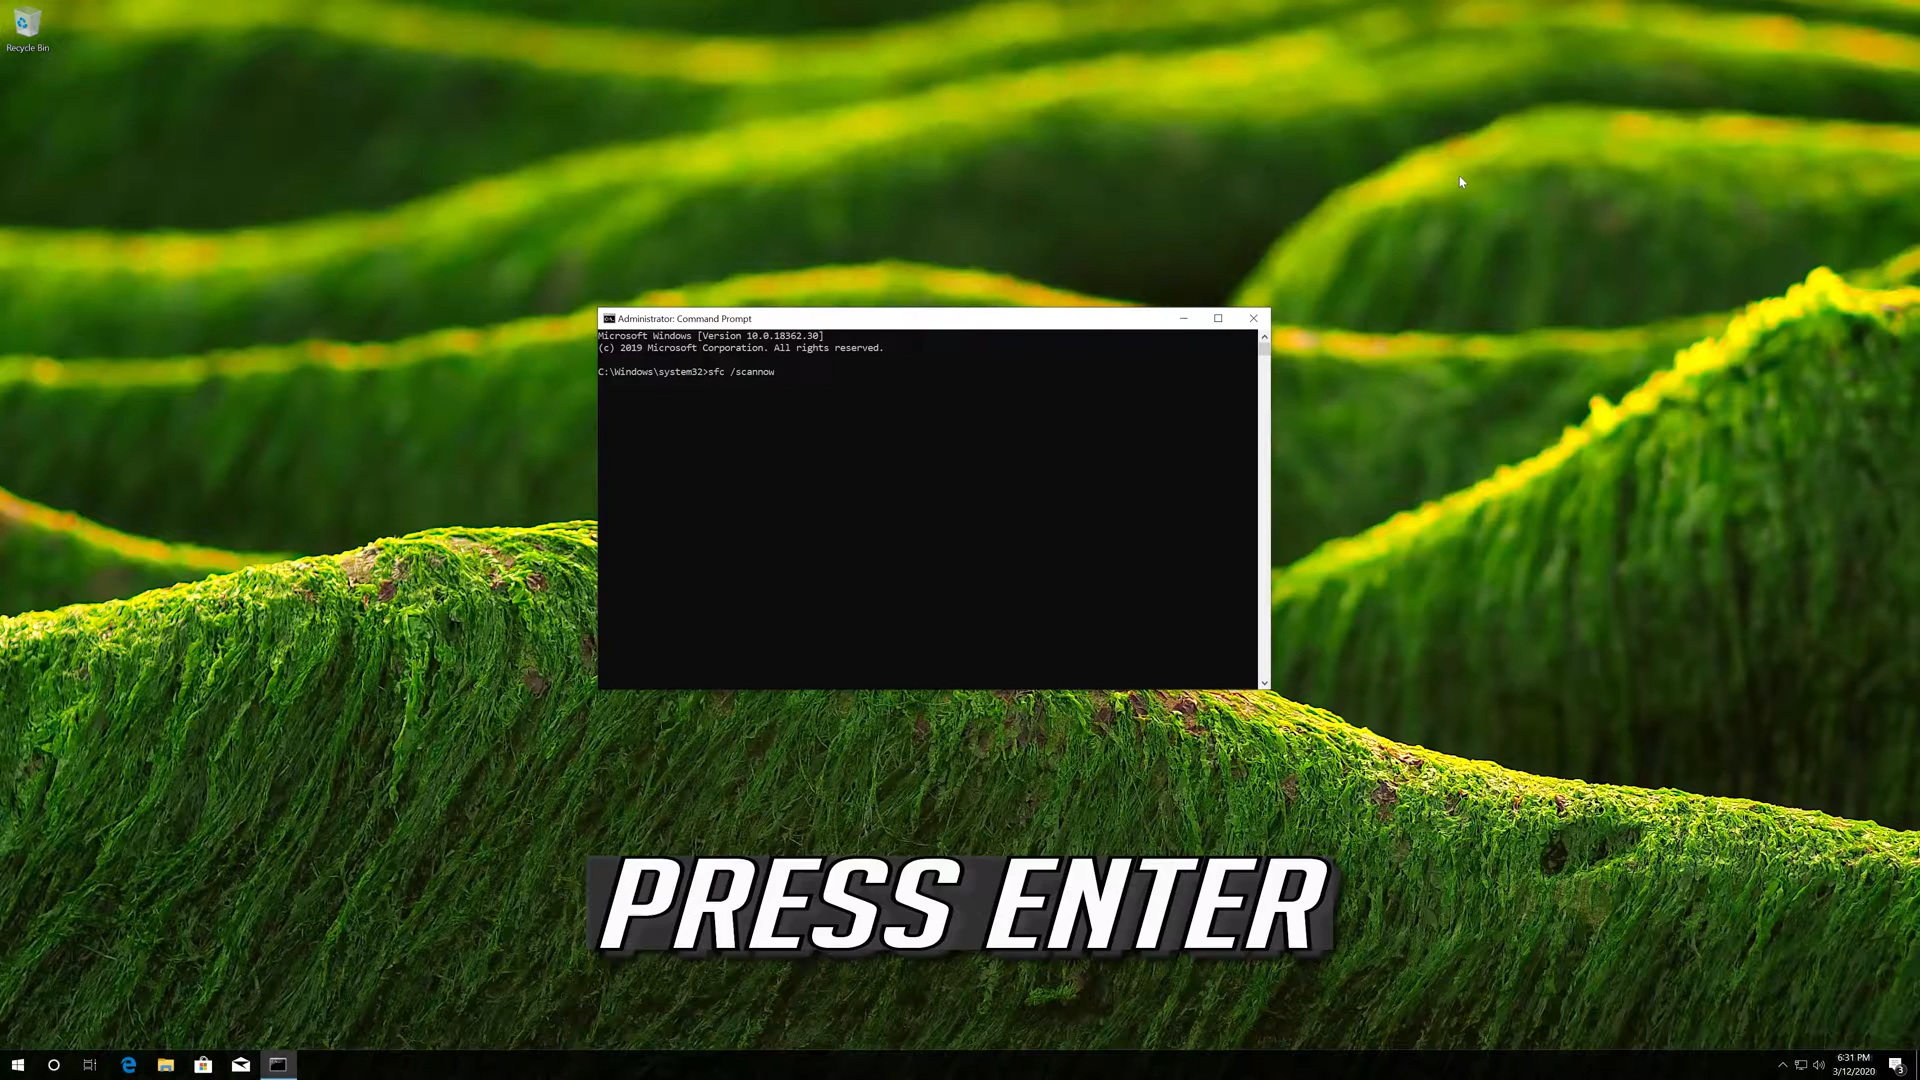 Recycle Bin
Administrator: Command Prompt
Microsoft Windows [Version 10.0.18362.30]
(c) 2019 Microsoft Corporation. All rights reserved.
C:\Windows\system32>sfc /scannow
PRESS ENTER
6:31 PM
3/12/2020
3